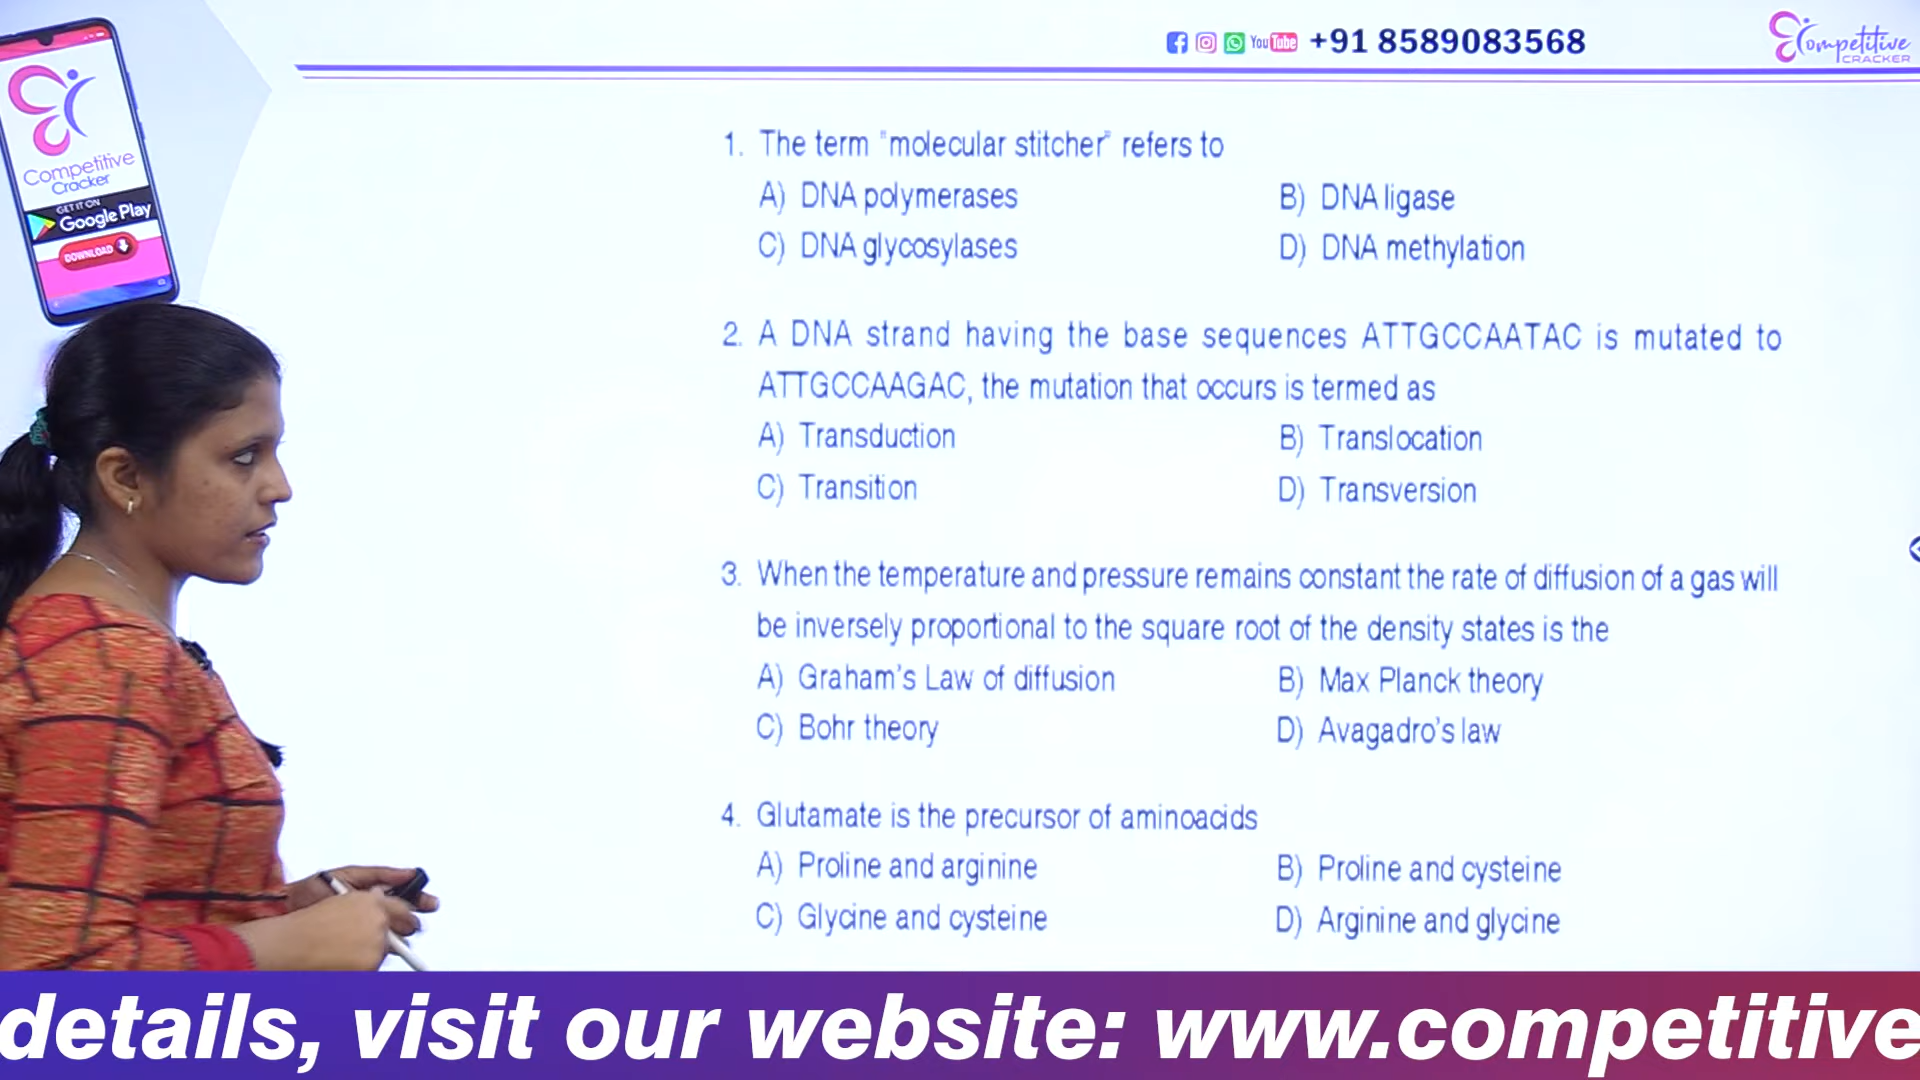 +91 8589083568
Competitive
CRACKER
Competitive
Cracker
GET IT ON
Google Play
DOWNLOAD
You Tube
1. The term "molecular stitcher" refers to
A) DNA polymerases B) DNA ligase
C) DNA glycosylases D) DNA methylation
2. A DNA strand having the base sequences ATTGCCAATAC is mutated to
ATTGCCAAGAC, the mutation that occurs is termed as
A) Transduction B) Translocation
C) Transition D) Transversion
3. When the temperature and pressure remains constant the rate of diffusion of a gas will
be inversely proportional to the square root of the density states is the
A) Graham's Law of diffusion B) Max Planck theory
C) Bohr theory D) Avagadro's law
4. Glutamate is the precursor of aminoacids
A) Proline and arginine B) Proline and cysteine
C) Glycine and cysteine D) Arginine and glycine
details, visit our website: www.competitive